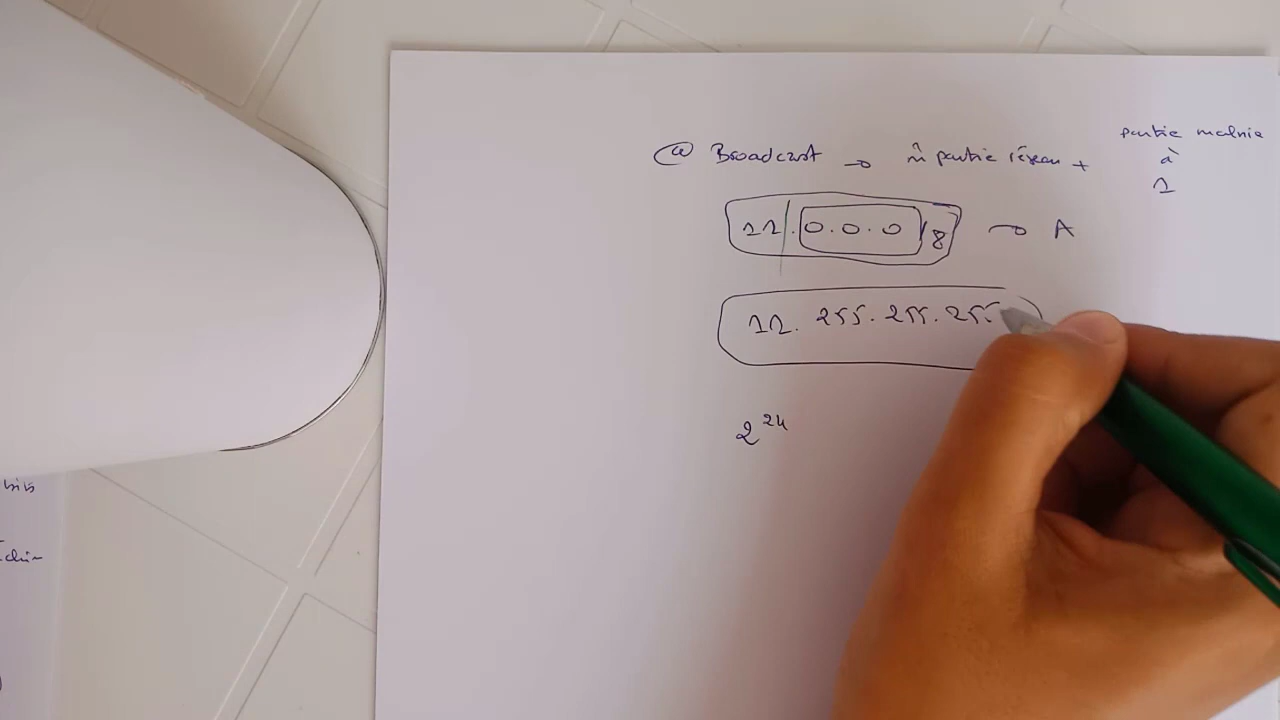 partie machine
@ Broadcast → m̂ partie réseau + à
1
11.0.0.0/8 → A
11.255.255.255
2^24